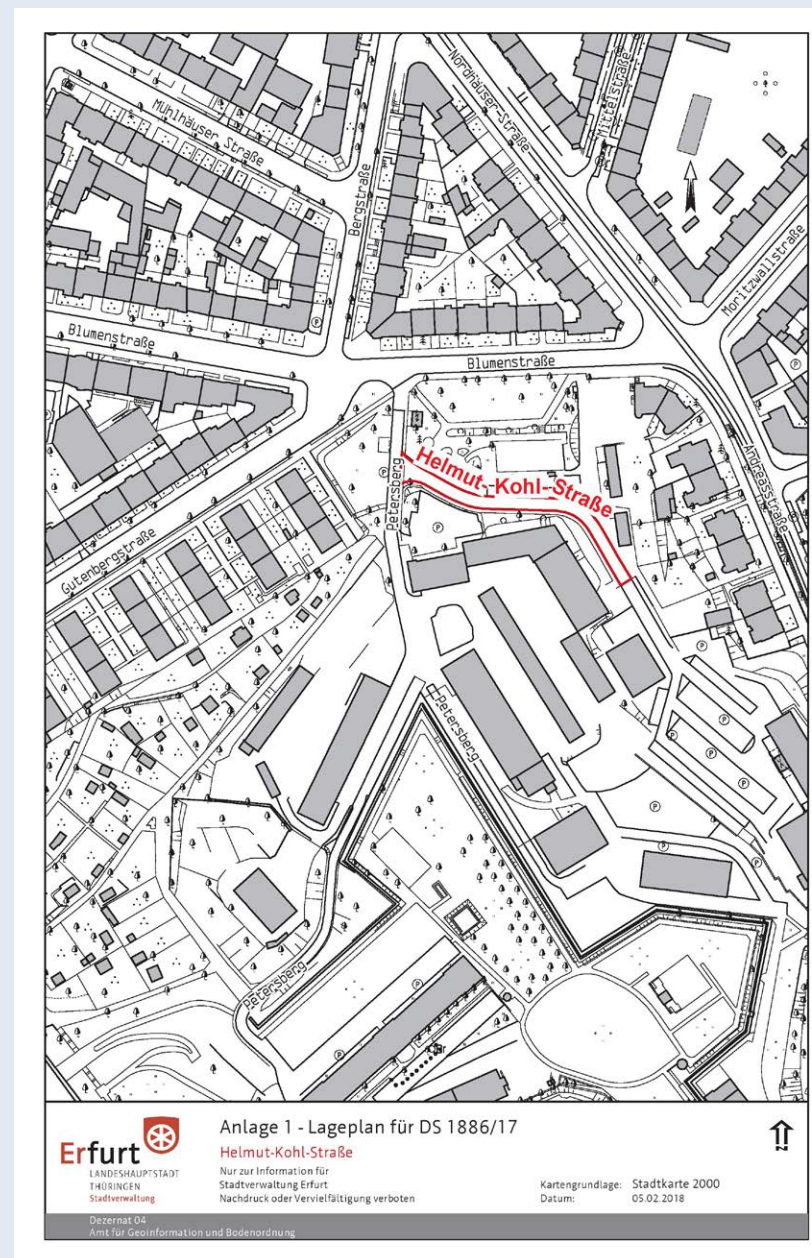 Nordhäuser-Straße
Mittelstraße
Mühlhäuser Straße
Bergstraße
Moritzwallstraße
Blumenstraße
Blumenstraße
Andreasstraße
Petersberg
Helmut-Kohl-Straße
Gutenbergstraße
Petersberg
Petersberg
Erfurt
LANDESHAUPTSTADT
THÜRINGEN
Stadtverwaltung
Anlage 1 - Lageplan für DS 1886/17
Helmut-Kohl-Straße
Nur zur Information für
Stadtverwaltung Erfurt
Nachdruck oder Vervielfältigung verboten
Kartengrundlage: Stadtkarte 2000
Datum: 05.02.2018
N
Dezernat 04
Amt für Geoinformation und Bodenordnung